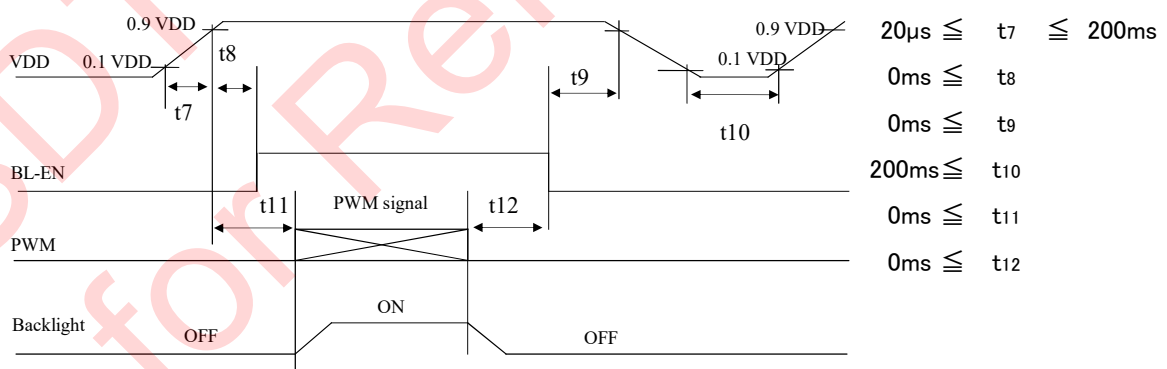 0.9 VDD
VDD 0.1 VDD
t7
t8
t9
0.9 VDD
0.1 VDD
t10
BL-EN
t11 PWM signal t12
PWM
Backlight
OFF
ON
OFF
20μs ≦ t7 ≦ 200ms
0ms ≦ t8
0ms ≦ t9
200ms≦ t10
0ms ≦ t11
0ms ≦ t12
for Re